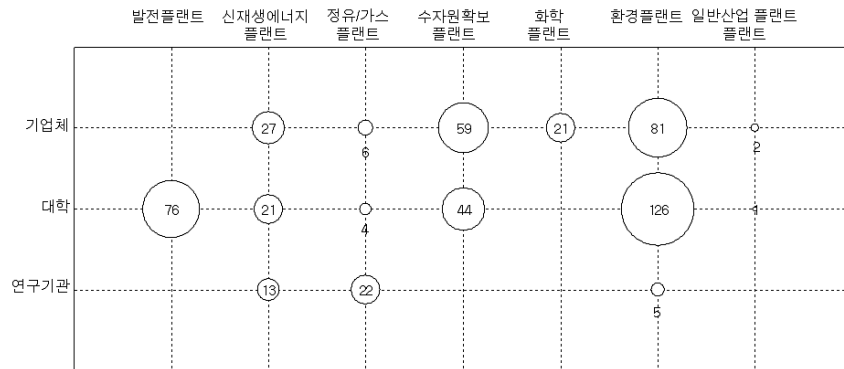 발전플랜트 신재생에너지 정유/가스 수자원확보 화학 환경플랜트 일반산업 플랜트
플랜트 플랜트 플랜트 플랜트 플랜트
기업체 27 59 21 81
6 2
대학 76 21 44 126 1
4
연구기관 13 22
5